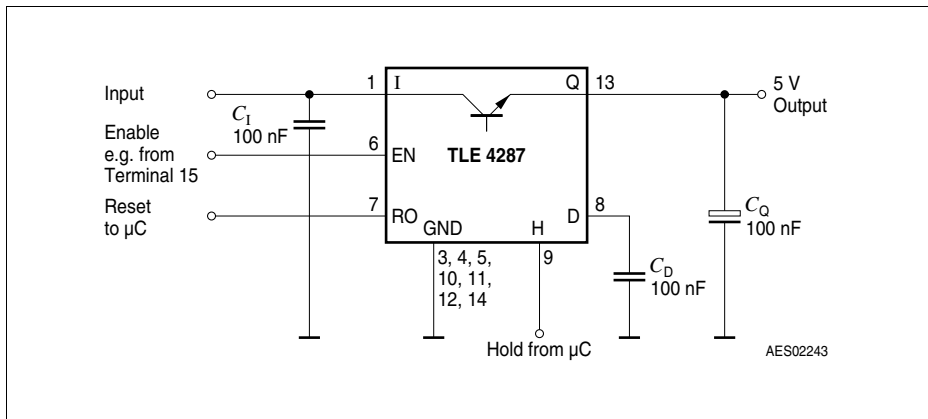 Input
1
I
Q
13
5 V
Output
C_I
100 nF
Enable
e.g. from
Terminal 15
6
EN
TLE 4287
Reset
to µC
7
RO
GND
H
D
8
3, 4, 5,
10, 11,
12, 14
9
C_D
100 nF
C_Q
100 nF
Hold from µC
AES02243